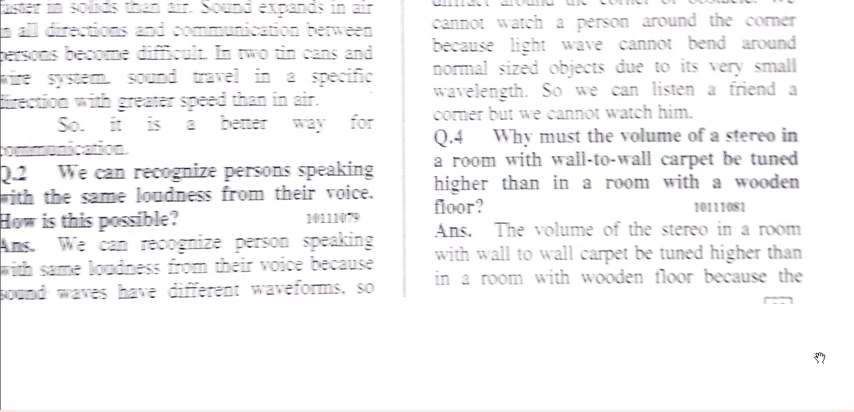 faster in solids than air. Sound expands in air
in all directions and communication between
persons become difficult. In two tin cans and
wire system, sound travel in a specific
direction with greater speed than in air.
So, it is a better way for
communication.
Q.2 We can recognize persons speaking
with the same loudness from their voice.
How is this possible? 10111079
Ans. We can recognize person speaking
with same loudness from their voice because
sound waves have different waveforms, so
diffract around the corner of obstacle. We
cannot watch a person around the corner
because light wave cannot bend around
normal sized objects due to its very small
wavelength. So we can listen a friend a
corner but we cannot watch him.
Q.4 Why must the volume of a stereo in
a room with wall-to-wall carpet be tuned
higher than in a room with a wooden
floor? 10111081
Ans. The volume of the stereo in a room
with wall to wall carpet be tuned higher than
in a room with wooden floor because the